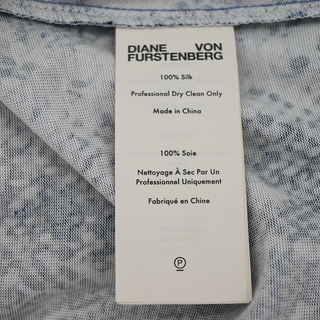 DIANE VON
FURSTENBERG
100% Silk
Professional Dry Clean Only
Made in China
100% Soie
Nettoyage À Sec Par Un
Professionnel Uniquement
Fabriqué en Chine
P